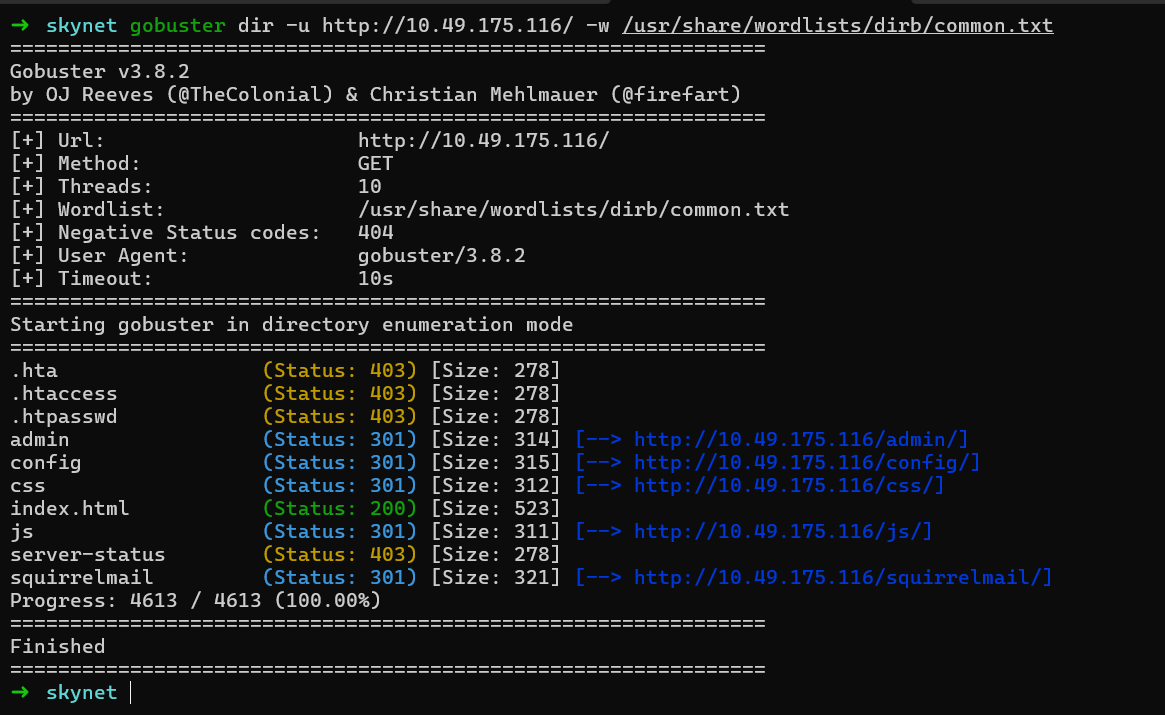 → skynet gobuster dir -u http://10.49.175.116/ -w /usr/share/wordlists/dirb/common.txt
===============================================================
Gobuster v3.8.2
by OJ Reeves (@TheColonial) & Christian Mehlmauer (@firefart)
===============================================================
[+] Url:                     http://10.49.175.116/
[+] Method:                  GET
[+] Threads:                 10
[+] Wordlist:                /usr/share/wordlists/dirb/common.txt
[+] Negative Status codes:   404
[+] User Agent:              gobuster/3.8.2
[+] Timeout:                 10s
===============================================================
Starting gobuster in directory enumeration mode
===============================================================
.hta                 (Status: 403) [Size: 278]
.htaccess            (Status: 403) [Size: 278]
.htpasswd            (Status: 403) [Size: 278]
admin                (Status: 301) [Size: 314] [--> http://10.49.175.116/admin/]
config               (Status: 301) [Size: 315] [--> http://10.49.175.116/config/]
css                  (Status: 301) [Size: 312] [--> http://10.49.175.116/css/]
index.html           (Status: 200) [Size: 523]
js                   (Status: 301) [Size: 311] [--> http://10.49.175.116/js/]
server-status        (Status: 403) [Size: 278]
squirrelmail         (Status: 301) [Size: 321] [--> http://10.49.175.116/squirrelmail/]
Progress: 4613 / 4613 (100.00%)
===============================================================
Finished
===============================================================
→ skynet